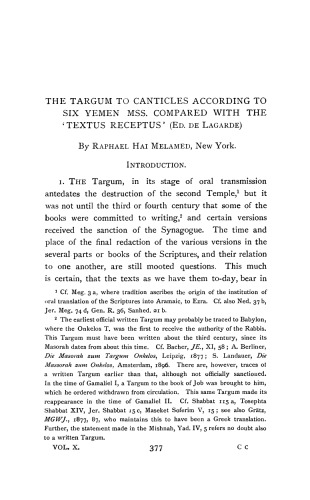 THE TARGUM TO CANTICLES ACCORDING TO
SIX YEMEN MSS. COMPARED WITH THE
'TEXTUS RECEPTUS' (ED. DE LAGARDE)
By RAPHAEL HAI MELAMED, New York.
INTRODUCTION.
1. THE Targum, in its stage of oral transmission
antedates the destruction of the second Temple,¹ but it
was not until the third or fourth century that some of the
books were committed to writing,² and certain versions
received the sanction of the Synagogue. The time and
place of the final redaction of the various versions in the
several parts or books of the Scriptures, and their relation
to one another, are still mooted questions. This much
is certain, that the texts as we have them to-day, bear in
¹ Cf. Meg. 3 a, where tradition ascribes the origin of the institution of
oral translation of the Scriptures into Aramaic, to Ezra. Cf. also Ned. 37 b,
Jer. Meg. 74 d, Gen. R. 36, Sanhed. 21 b.
² The earliest official written Targum may probably be traced to Babylon,
where the Onkelos T. was the first to receive the authority of the Rabbis.
This Targum must have been written about the third century, since its
Masorah dates from about this time. Cf. Bacher, JE., XI, 58; A. Berliner,
Die Massorah zum Targum Onkelos, Leipzig, 1877; S. Landauer, Die
Massorah zum Onkelos, Amsterdam, 1896. There are, however, traces of
a written Targum earlier than that, although not officially sanctioned.
In the time of Gamaliel I, a Targum to the book of Job was brought to him,
which he ordered withdrawn from circulation. This same Targum made its
reappearance in the time of Gamaliel II. Cf. Shabbat 115 a, Tosephta
Shabbat XIV, Jer. Shabbat 15 c, Maseket Soferim V, 15; see also Grätz,
MGWJ., 1877, 87, who maintains this to have been a Greek translation.
Further, the statement made in the Mishnah, Yad. IV, 5 refers no doubt also
to a written Targum.
VOL. X. 377 C c